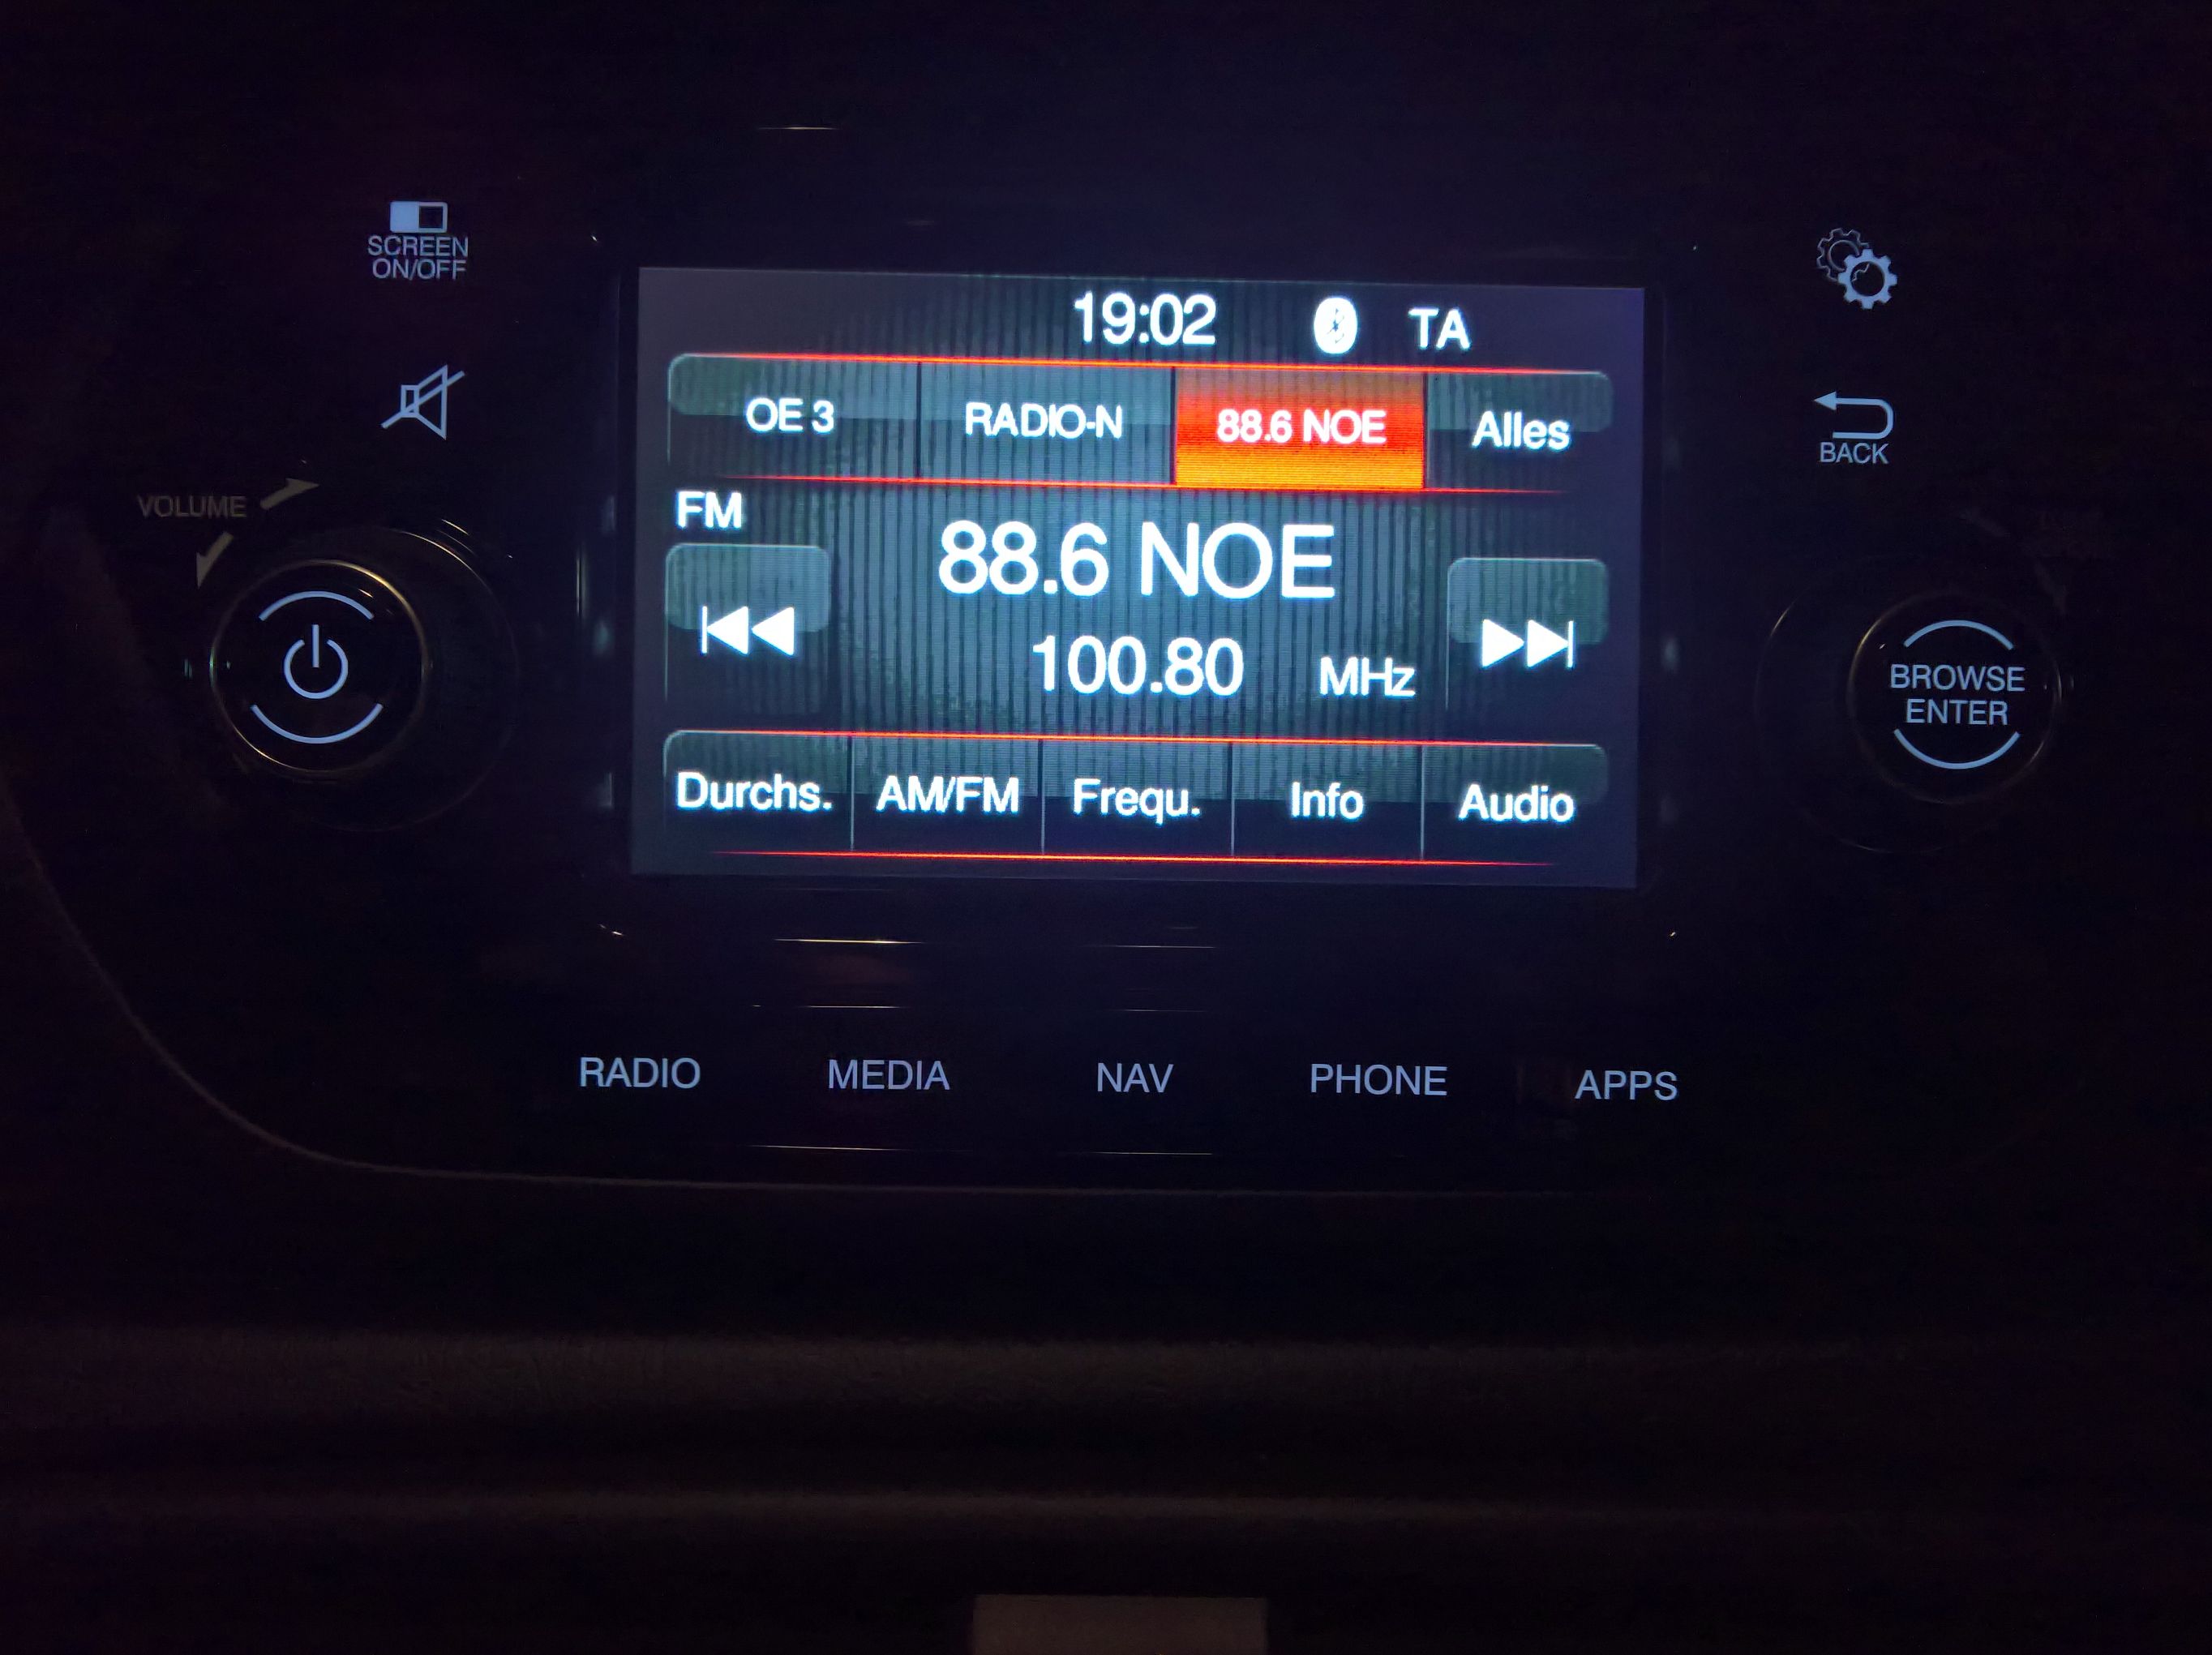 SCREEN
ON/OFF
19:02 TA
OE 3 RADIO-N 88.6 NOE Alles
BACK
VOLUME
FM
88.6 NOE
100.80 MHz
BROWSE
ENTER
Durchs. AM/FM Frequ. Info Audio
RADIO MEDIA NAV PHONE APPS